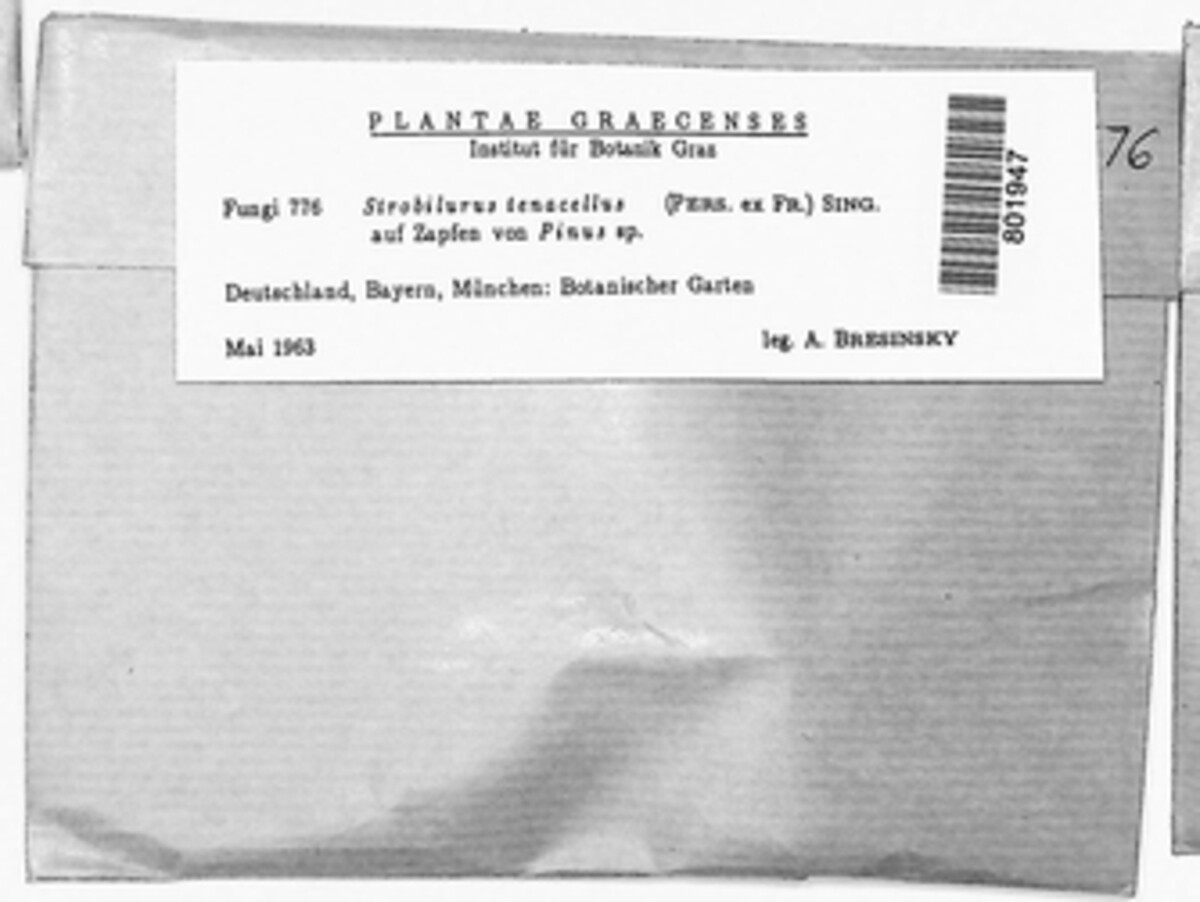 PLANTAE GRAECENSES
Institut für Botanik Graz
Fungi 776 Strobilurus tenacellus (PERS. ex FR.) SING.
auf Zapfen von Pinus sp.
Deutschland, Bayern, München: Botanischer Garten
Mai 1963
leg. A. BRESINSKY
801947
76